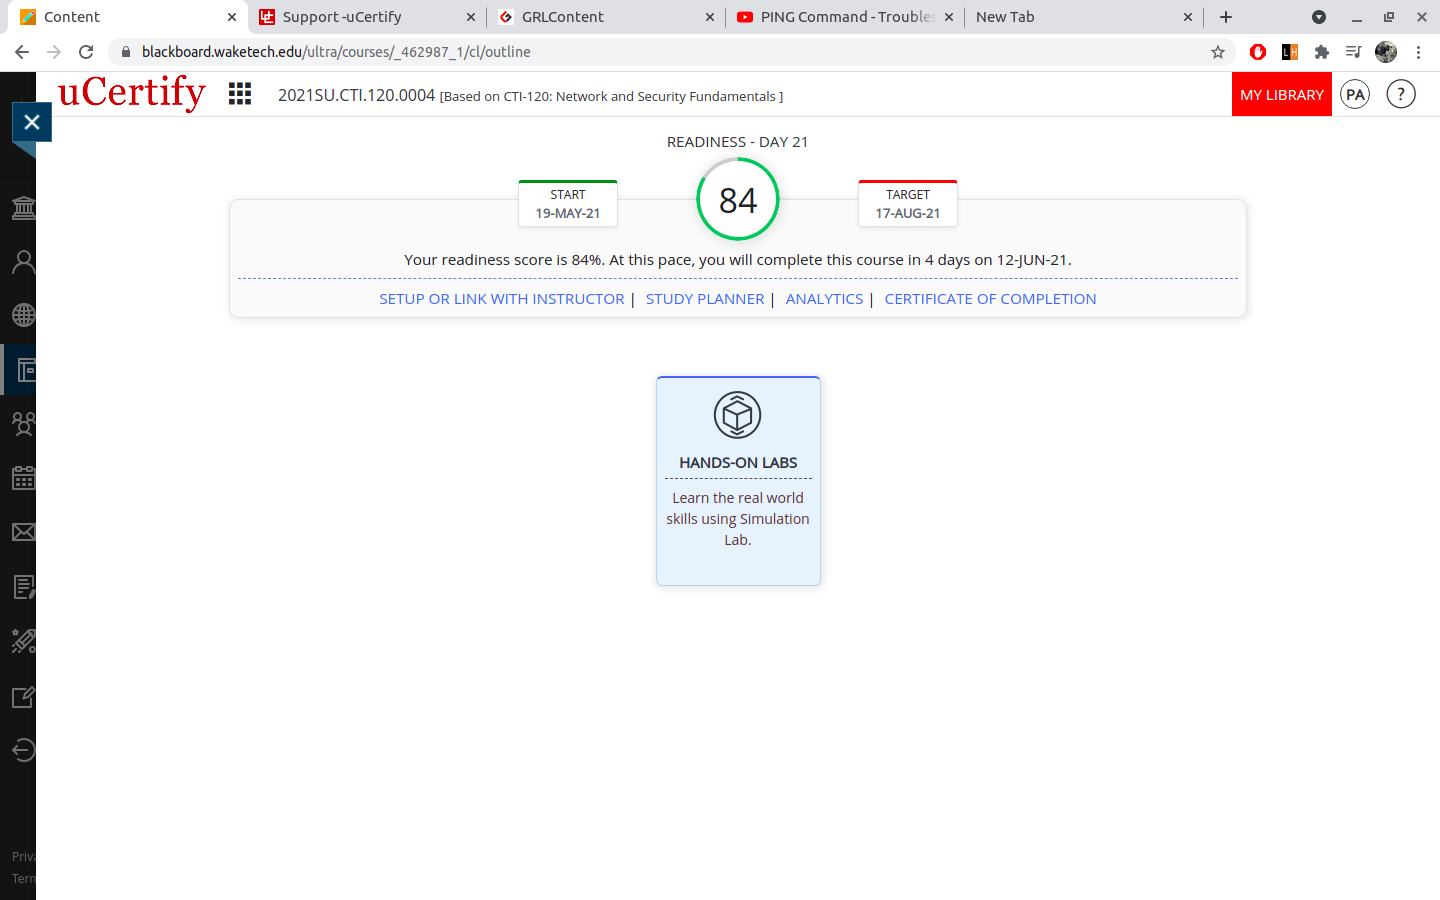 Content
Support -uCertify
GRLContent
PING Command - Troubles
New Tab
blackboard.waketech.edu/ultra/courses/_462987_1/cl/outline
uCertify
2021SU.CTI.120.0004 [Based on CTI-120: Network and Security Fundamentals ]
MY LIBRARY
PA
?
READINESS - DAY 21
START
19-MAY-21
84
TARGET
17-AUG-21
Your readiness score is 84%. At this pace, you will complete this course in 4 days on 12-JUN-21.
SETUP OR LINK WITH INSTRUCTOR | STUDY PLANNER | ANALYTICS | CERTIFICATE OF COMPLETION
HANDS-ON LABS
Learn the real world
skills using Simulation
Lab.
Priva
Term